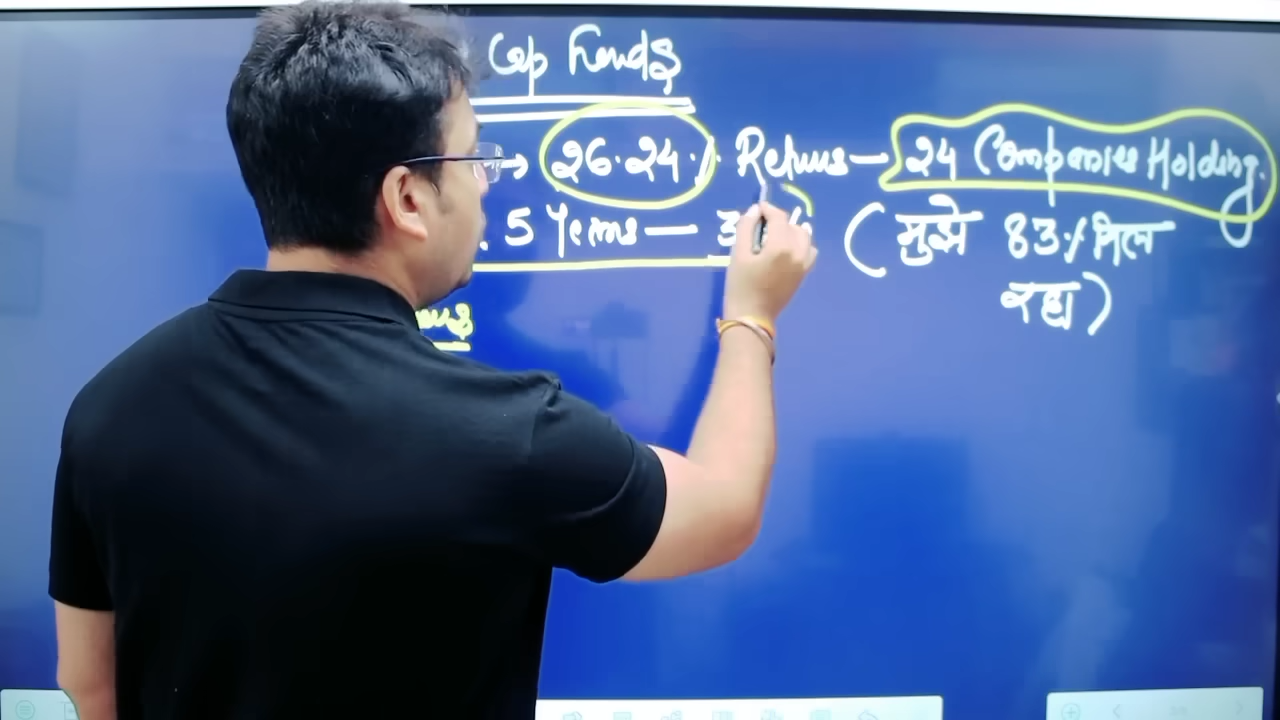 Cap Funds
→ 26.24% Returns — 24 Companies Holding.
5 Years — (मुझे 83% मिल
रहा)